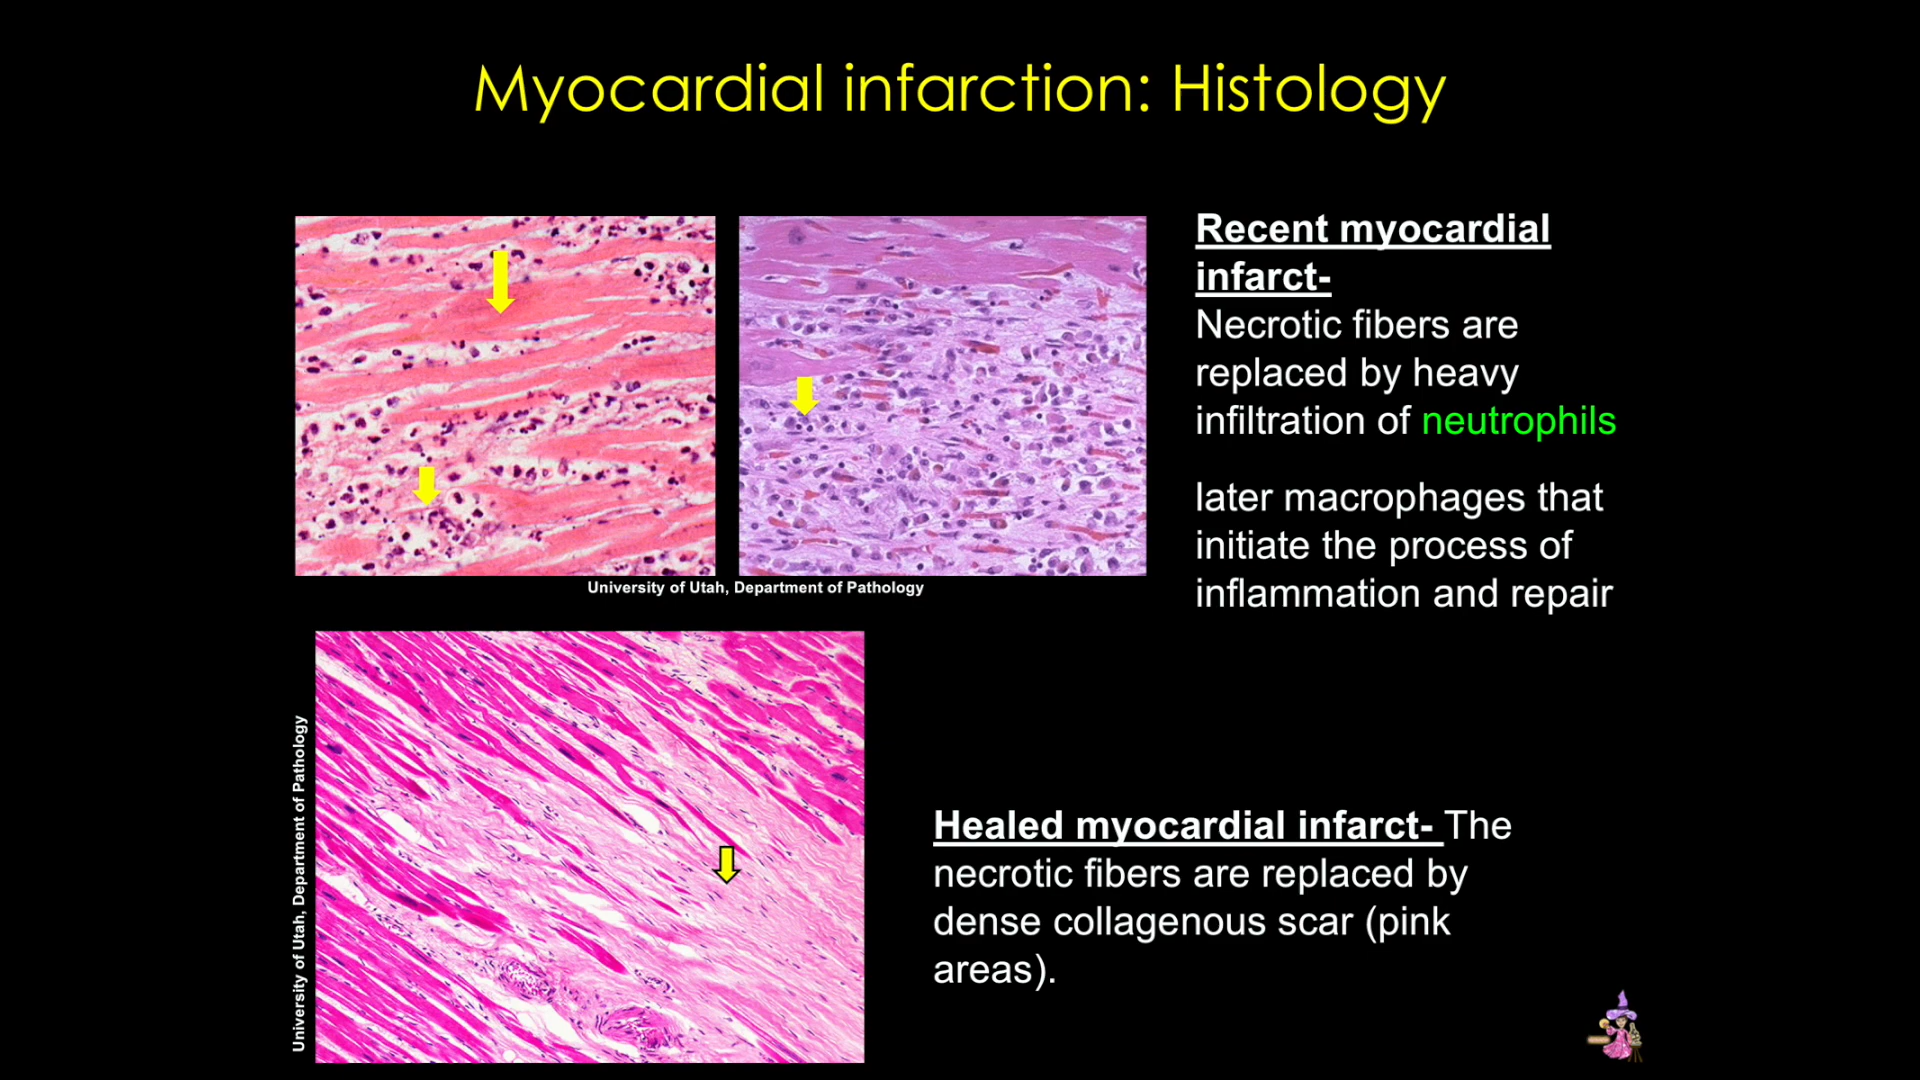 Myocardial infarction: Histology
Recent myocardial
infarct-
Necrotic fibers are
replaced by heavy
infiltration of neutrophils
later macrophages that
initiate the process of
inflammation and repair
University of Utah, Department of Pathology
University of Utah, Department of Pathology
Healed myocardial infarct- The
necrotic fibers are replaced by
dense collagenous scar (pink
areas).